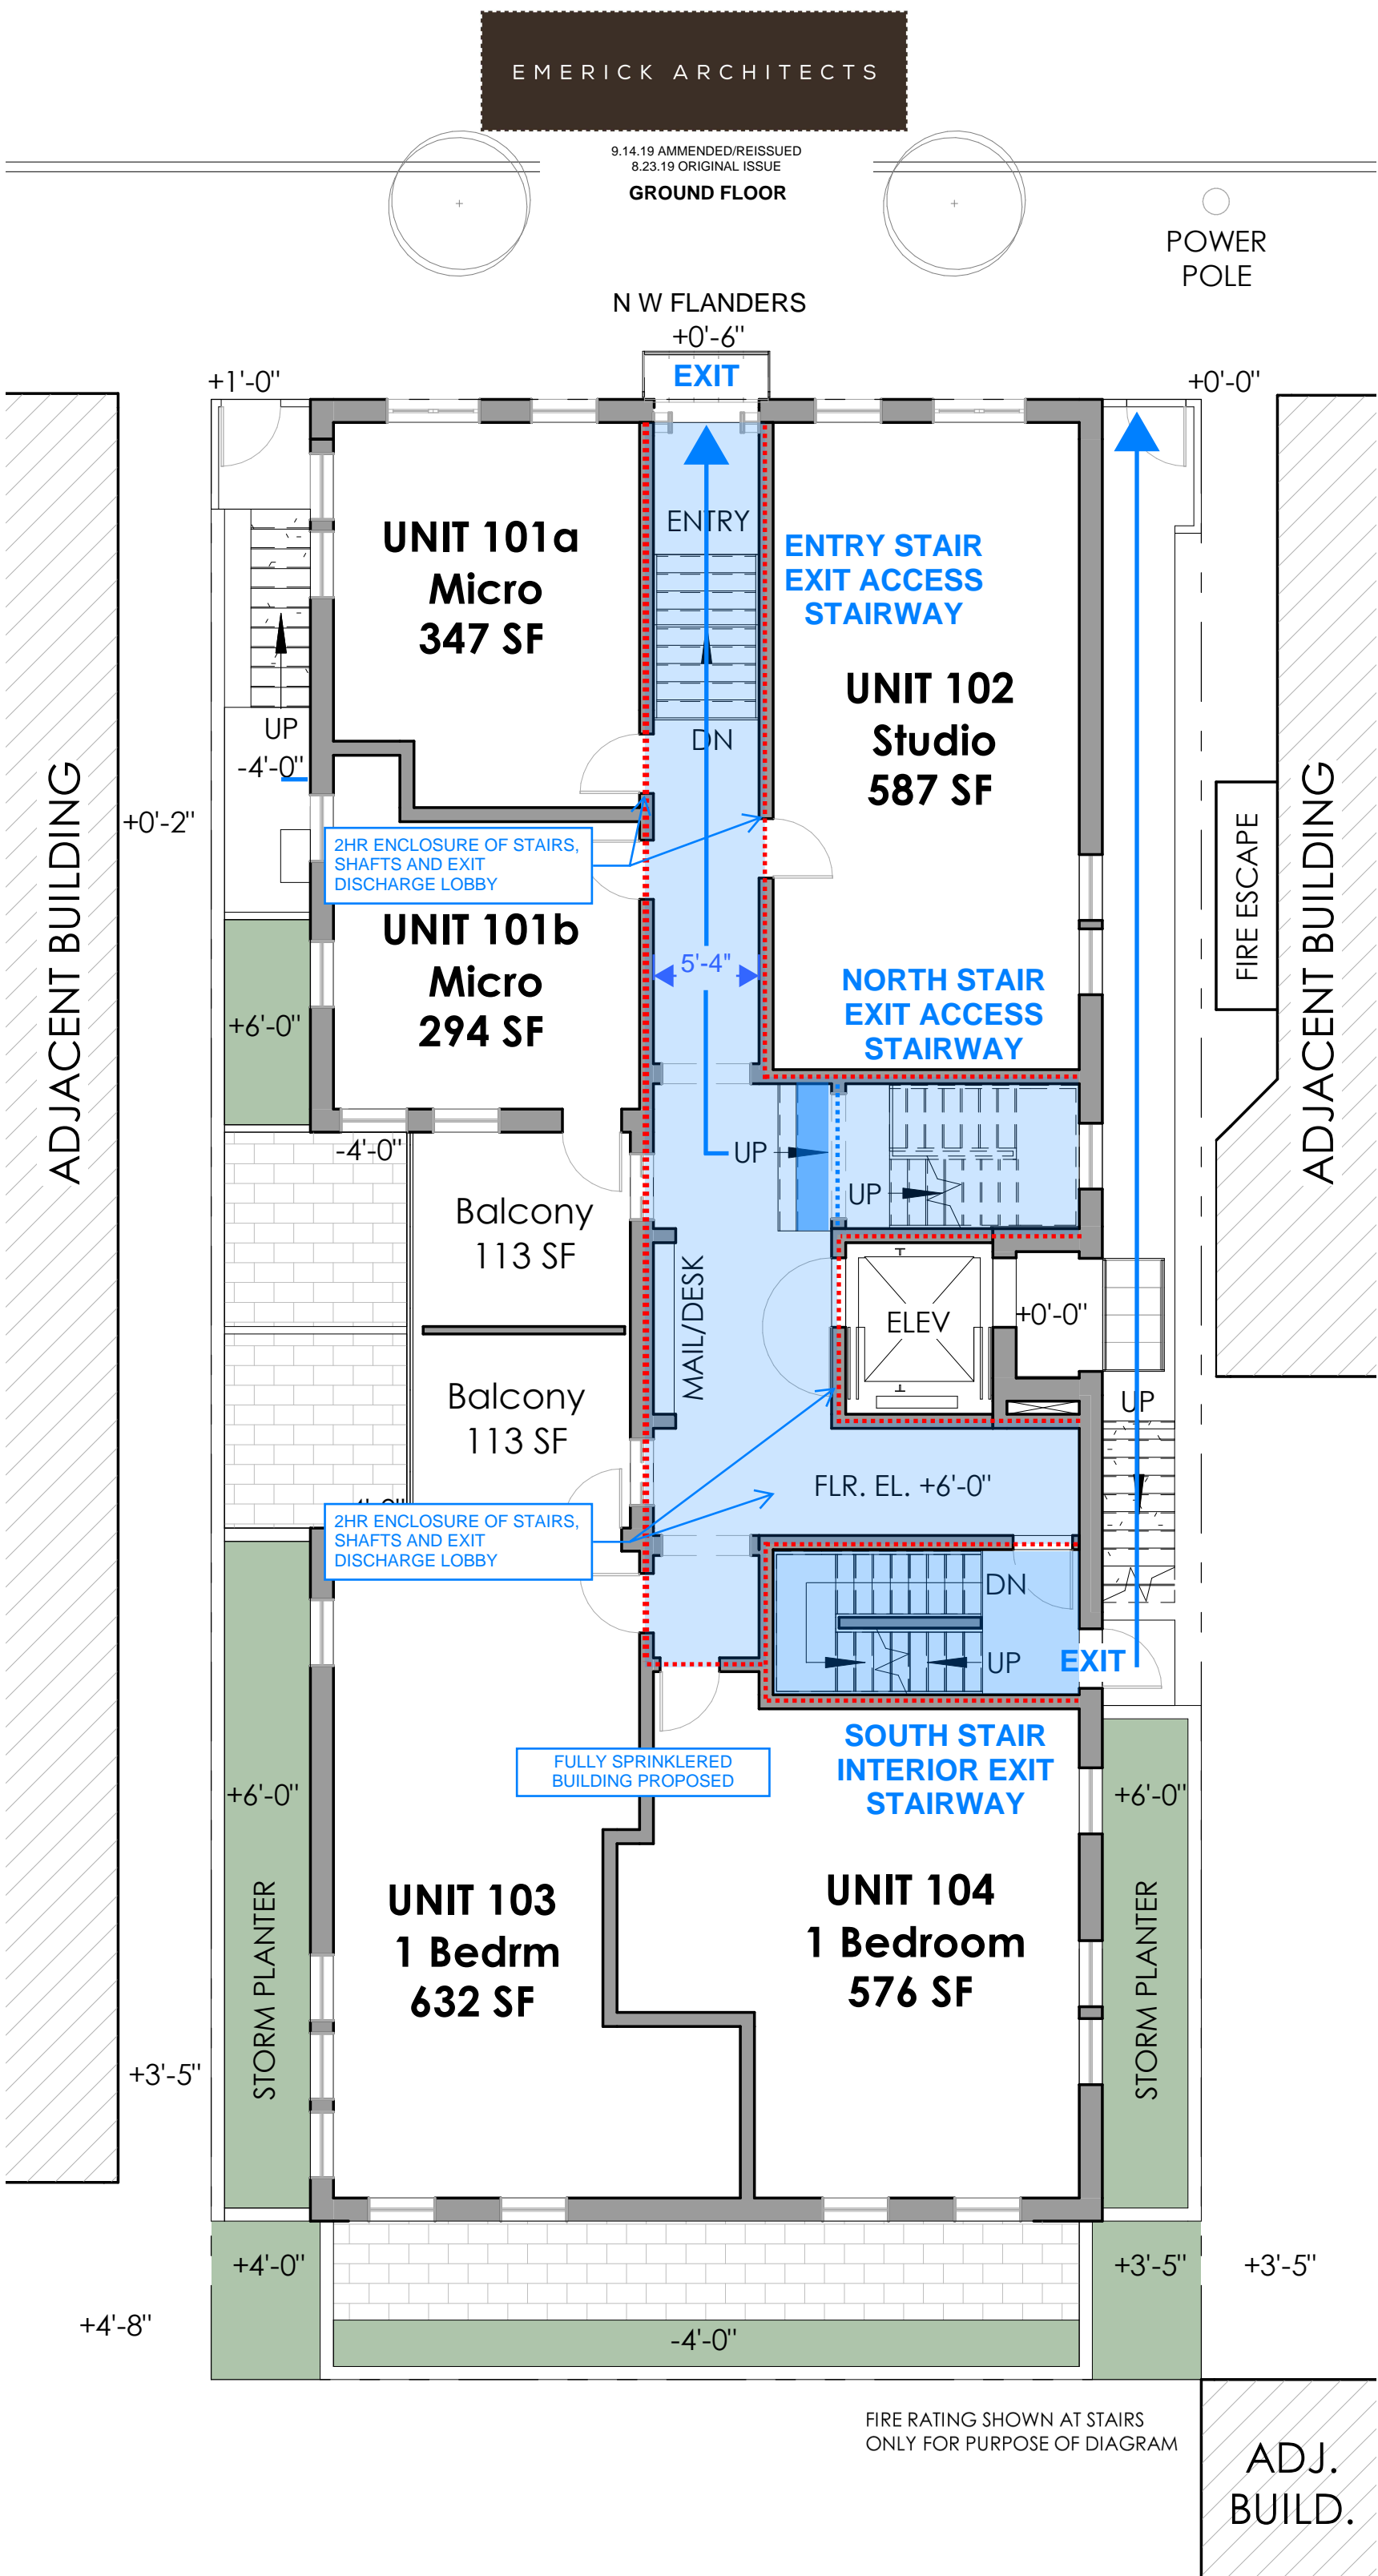 EMERICK ARCHITECTS
9.14.19 AMMENDED/REISSUED
8.23.19 ORIGINAL ISSUE
GROUND FLOOR
POWER
POLE
N W FLANDERS
+0'-6"
EXIT
+1'-0"
+0'-0"
UNIT 101a
Micro
347 SF
ENTRY
ENTRY STAIR
EXIT ACCESS
STAIRWAY
UNIT 102
Studio
587 SF
UP
-4'-0"
DN
ADJACENT BUILDING
+0'-2"
2HR ENCLOSURE OF STAIRS,
SHAFTS AND EXIT
DISCHARGE LOBBY
FIRE ESCAPE
ADJACENT BUILDING
UNIT 101b
Micro
294 SF
5'-4"
NORTH STAIR
EXIT ACCESS
STAIRWAY
+6'-0"
-4'-0"
UP
UP
Balcony
113 SF
MAIL/DESK
ELEV
+0'-0"
Balcony
113 SF
UP
FLR. EL. +6'-0"
2HR ENCLOSURE OF STAIRS,
SHAFTS AND EXIT
DISCHARGE LOBBY
DN
UP
EXIT
SOUTH STAIR
INTERIOR EXIT
STAIRWAY
FULLY SPRINKLERED
BUILDING PROPOSED
+6'-0"
+6'-0"
UNIT 103
1 Bedrm
632 SF
UNIT 104
1 Bedroom
576 SF
STORM PLANTER
STORM PLANTER
+3'-5"
+4'-0"
+3'-5"
+3'-5"
+4'-8"
-4'-0"
FIRE RATING SHOWN AT STAIRS
ONLY FOR PURPOSE OF DIAGRAM
ADJ.
BUILD.